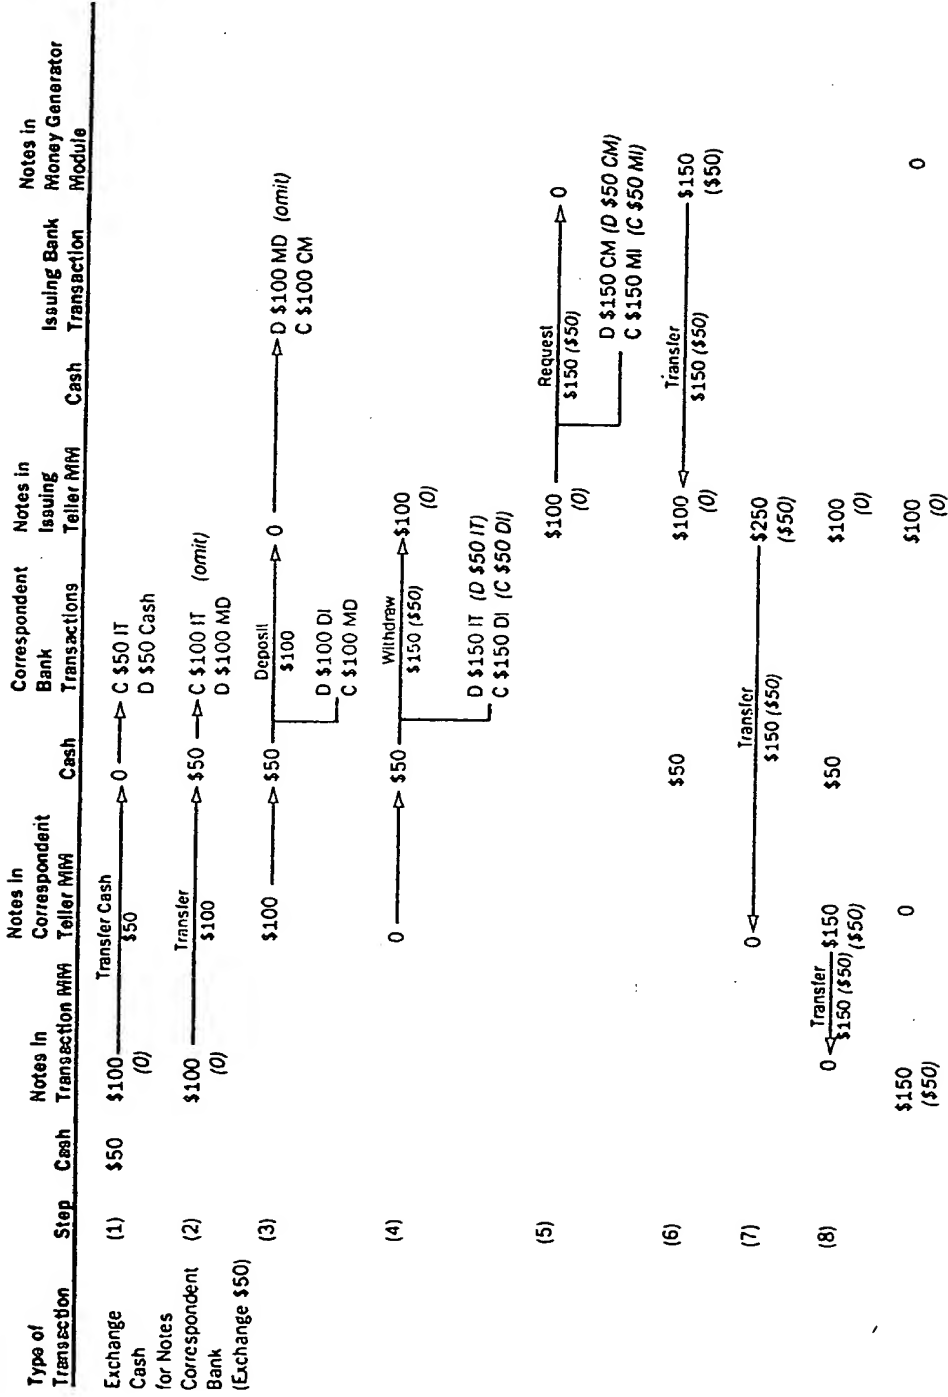 Type of Transaction Step Cash Notes in Transaction MM Notes in Correspondent Teller MM Cash Correspondent Bank Transactions Notes in Issuing Teller MM Cash Issuing Bank Transaction Notes in Money Generator Module
Exchange Cash for Notes Correspondent Bank (Exchange $50)
(1) $50 $100 Transfer Cash 0 C $50 IT
(0) $50 D $50 Cash
(2) $100 Transfer $50 C $100 IT (omit)
(0) $100 D $100 MD
(3) $100 $50 Deposit 0 D $100 MD (omit)
$100 C $100 CM
D $100 DI
C $100 MD
(4) 0 $50 Withdraw $100
$150 ($50) (0)
D $150 IT (D $50 IT)
C $150 DI (C $50 DI)
(5) $100 Request 0
(0) $150 ($50)
D $150 CM (D $50 CM)
C $150 MI (C $50 MI)
(6) $50 $100 Transfer $150
(0) $150 ($50) ($50)
(7) 0 Transfer $250
$150 ($50) ($50)
(8) 0 Transfer $150 $50 $100
$150 ($50) ($50) (0)
$150 0 $100 0
($50) (0)